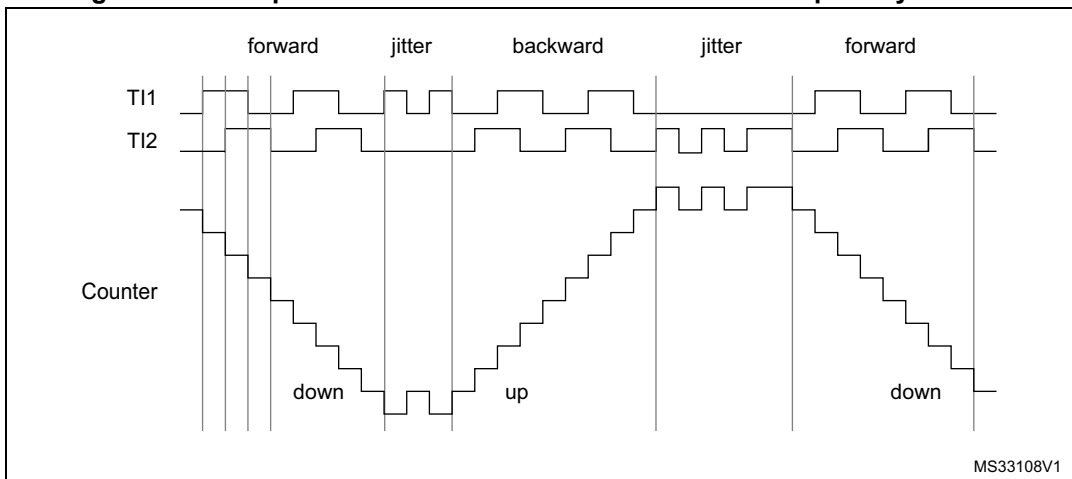 forward jitter backward jitter forward
TI1
TI2
Counter
down up down
MS33108V1